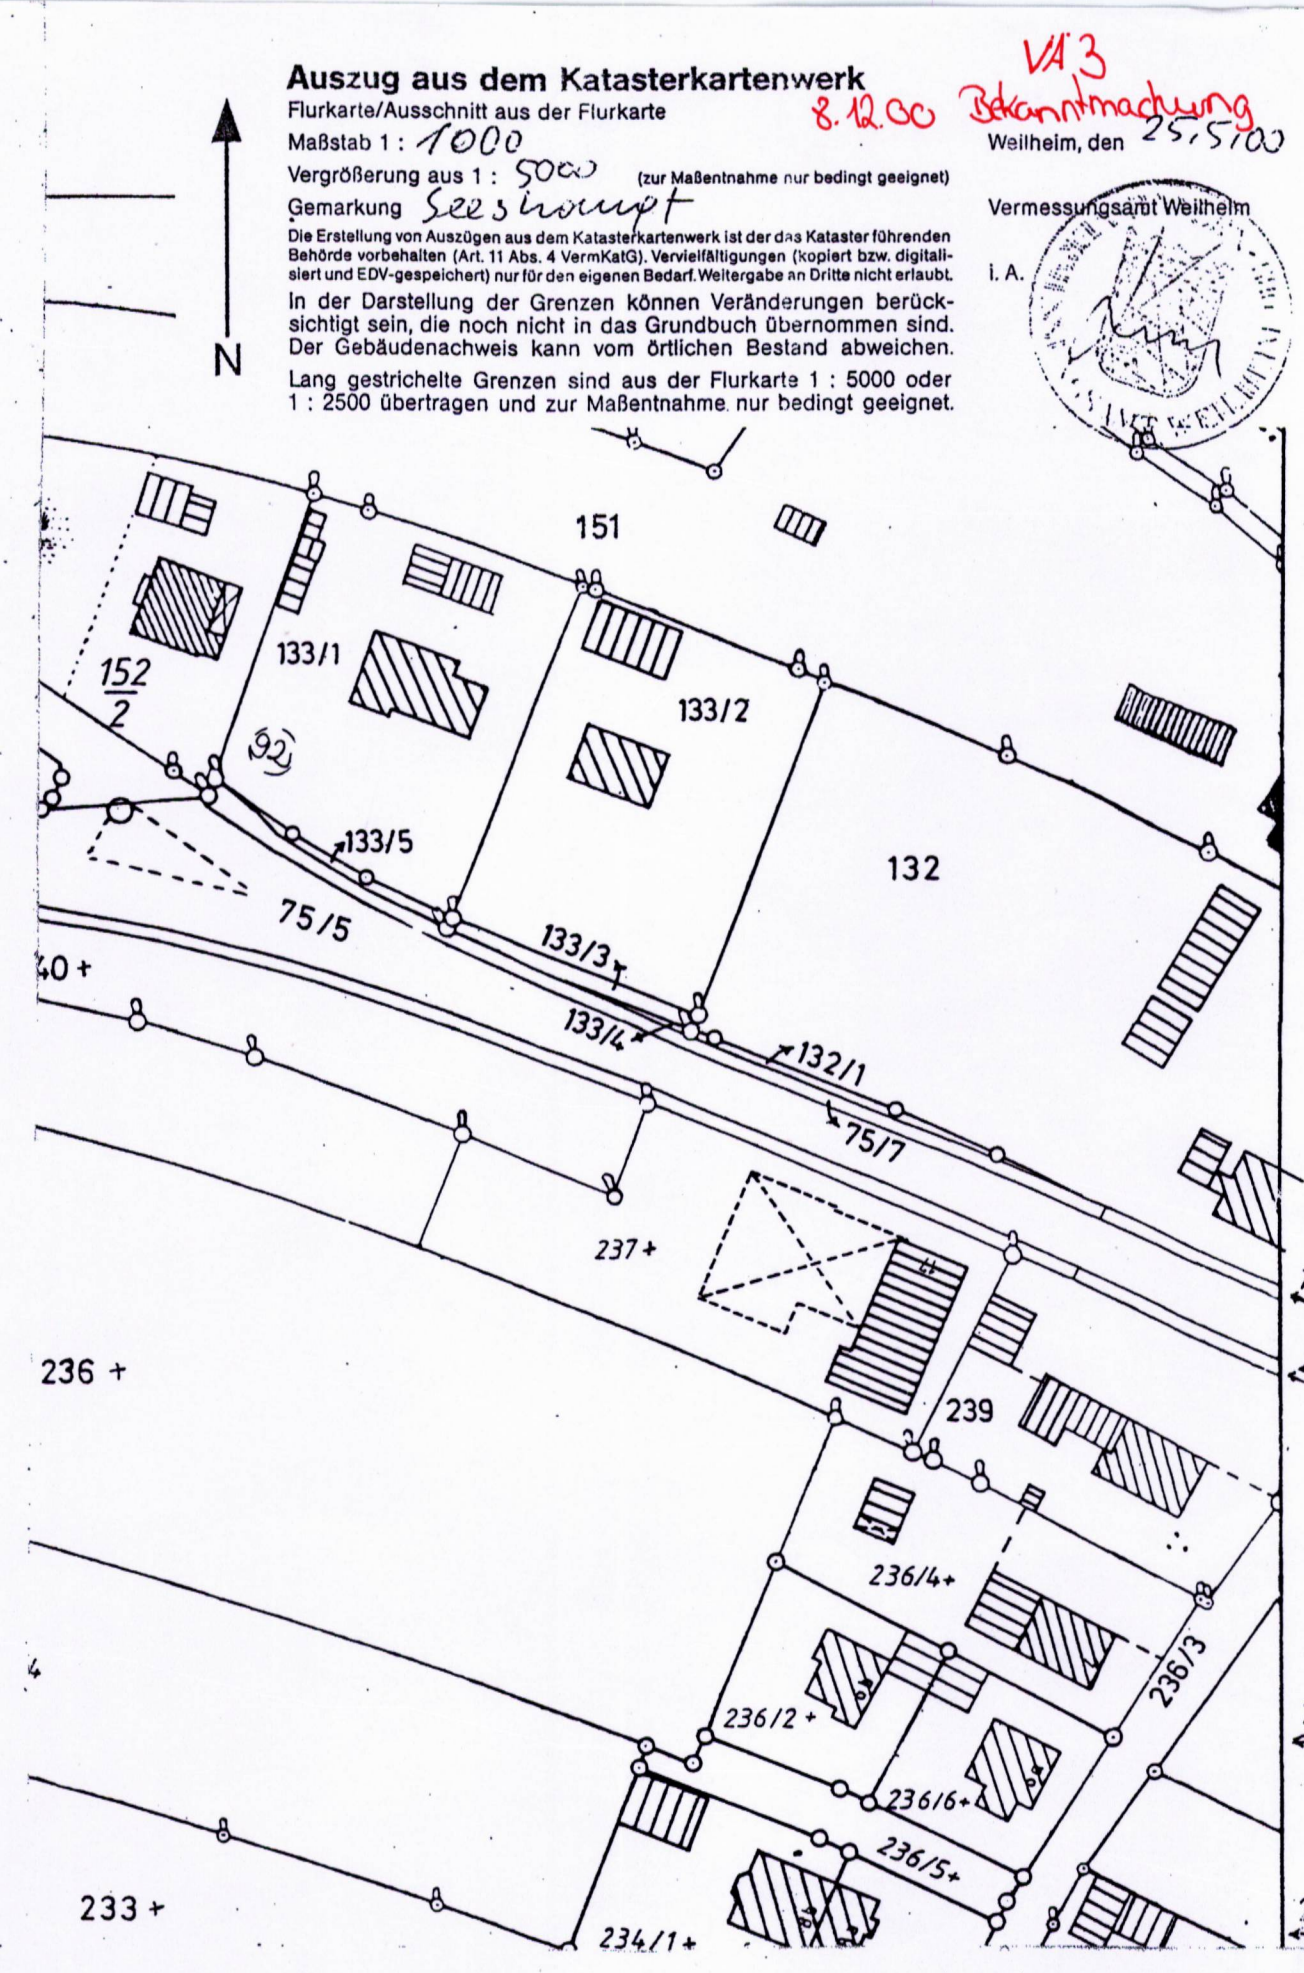 VA 3
8.12.00 Bekanntmachung
Auszug aus dem Katasterkartenwerk
Flurkarte/Ausschnitt aus der Flurkarte
Maßstab 1 : 1000
Weilheim, den 25,5,00
Vergrößerung aus 1 : 5000 (zur Maßentnahme nur bedingt geeignet)
Gemarkung Seeshaupt
Vermessungsamt Weilheim
Die Erstellung von Auszügen aus dem Katasterkartenwerk ist der das Kataster führenden
Behörde vorbehalten (Art. 11 Abs. 4 VermKatG). Vervielfältigungen (kopiert bzw. digitali-
siert und EDV-gespeichert) nur für den eigenen Bedarf. Weitergabe an Dritte nicht erlaubt.
i. A.
In der Darstellung der Grenzen können Veränderungen berück-
sichtigt sein, die noch nicht in das Grundbuch übernommen sind.
Der Gebäudenachweis kann vom örtlichen Bestand abweichen.
N
Lang gestrichelte Grenzen sind aus der Flurkarte 1 : 5000 oder
1 : 2500 übertragen und zur Maßentnahme nur bedingt geeignet.
151
133/1
152
2
133/2
(92)
133/5
132
75/5
133/3
40 +
133/4
132/1
75/7
237 +
236 +
239
236/4+
236/3
236/2 +
236/6+
236/5+
233 +
234/1+